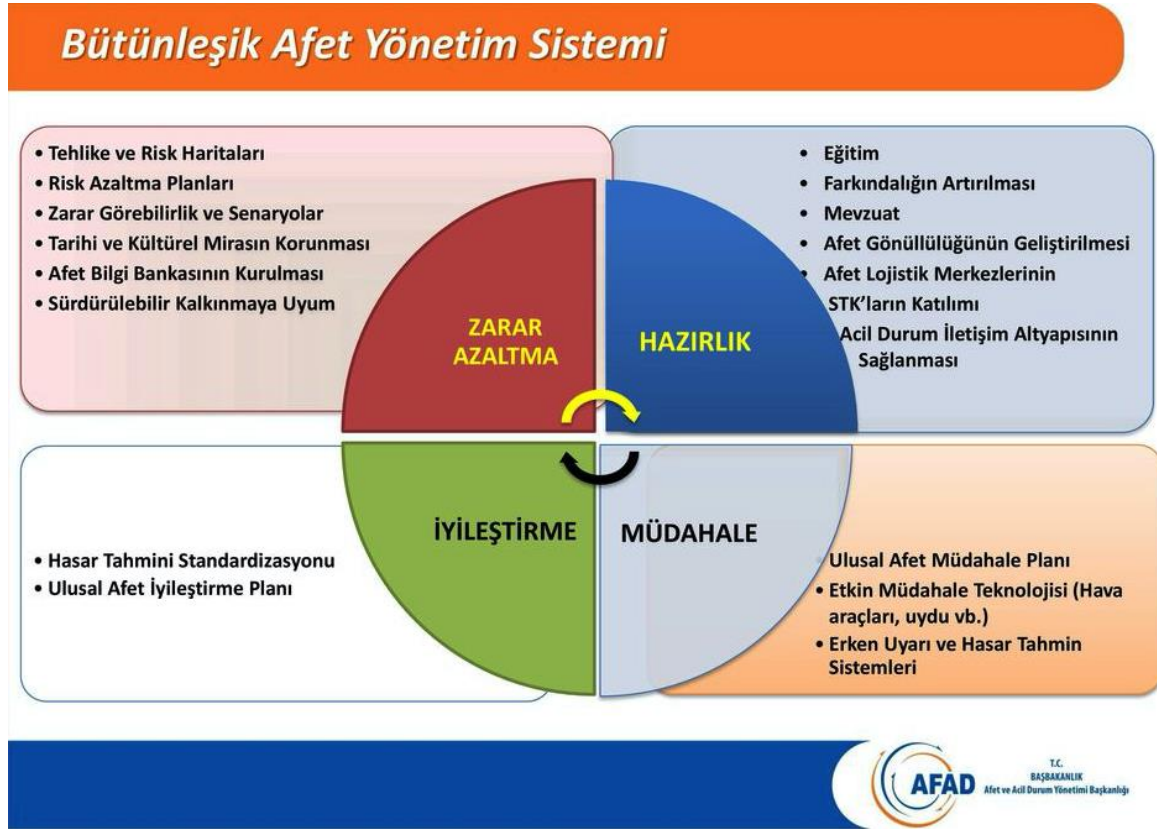 Bütünleşik Afet Yönetim Sistemi
• Tehlike ve Risk Haritaları
• Risk Azaltma Planları
• Zarar Görebilirlik ve Senaryolar
• Tarihi ve Kültürel Mirasın Korunması
• Afet Bilgi Bankasının Kurulması
• Sürdürülebilir Kalkınmaya Uyum
• Eğitim
• Farkındalığın Artırılması
• Mevzuat
• Afet Gönüllülüğünün Geliştirilmesi
• Afet Lojistik Merkezlerinin
STK'ların Katılımı
Acil Durum İletişim Altyapısının
Sağlanması
ZARAR
AZALTMA
HAZIRLIK
İYİLEŞTİRME
MÜDAHALE
• Hasar Tahmini Standardizasyonu
• Ulusal Afet İyileştirme Planı
• Ulusal Afet Müdahale Planı
• Etkin Müdahale Teknolojisi (Hava
araçları, uydu vb.)
• Erken Uyarı ve Hasar Tahmin
Sistemleri
AFAD
T.C.
BAŞBAKANLIK
Afet ve Acil Durum Yönetimi Başkanlığı